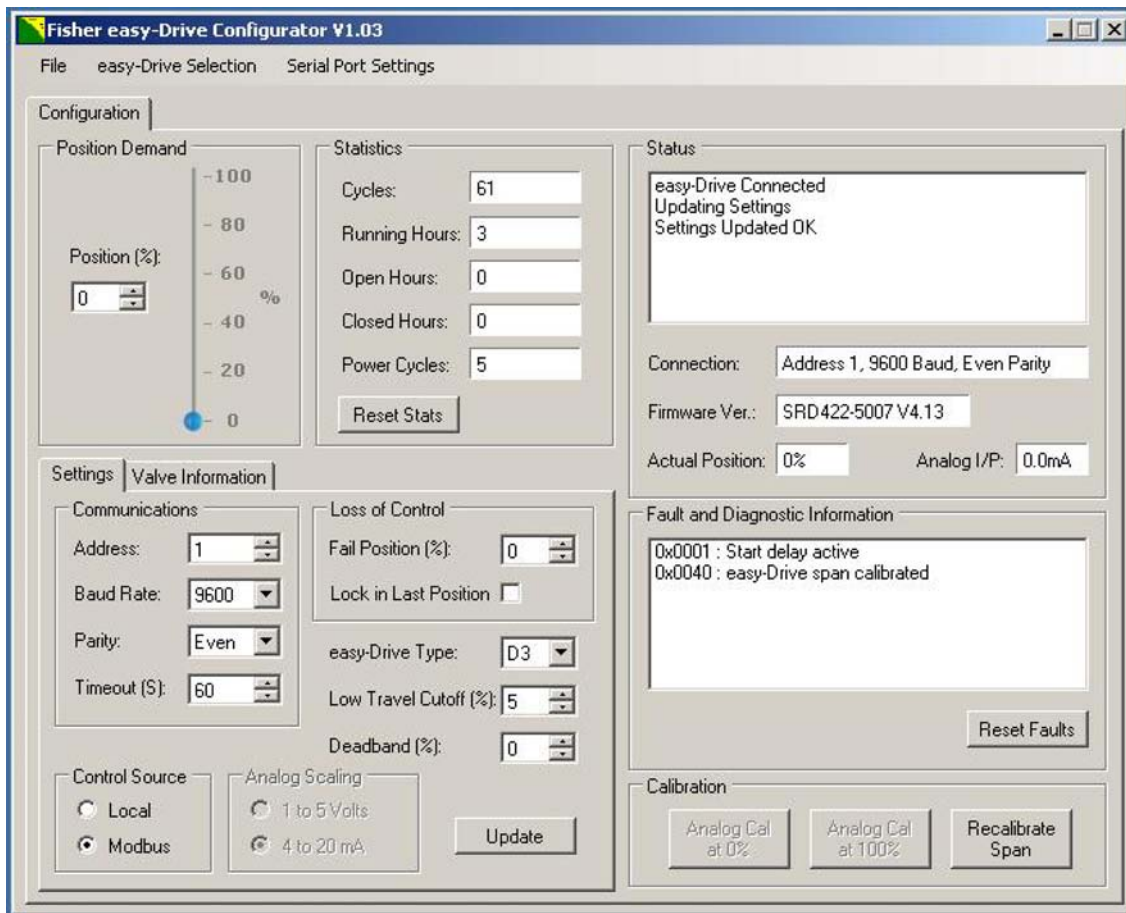 Fisher easy-Drive Configurator V1.03
File easy-Drive Selection Serial Port Settings
Configuration
Position Demand
Position (%):
0
100
80
60
%
40
20
0
Statistics
Cycles: 61
Running Hours: 3
Open Hours: 0
Closed Hours: 0
Power Cycles: 5
Reset Stats
Status
easy-Drive Connected
Updating Settings
Settings Updated OK
Connection: Address 1, 9600 Baud, Even Parity
Firmware Ver.: SRD422-5007 V4.13
Actual Position: 0% Analog I/P: 0.0mA
Settings Valve Information
Communications
Address: 1
Baud Rate: 9600
Parity: Even
Timeout (S): 60
Loss of Control
Fail Position (%): 0
Lock in Last Position
easy-Drive Type: D3
Low Travel Cutoff (%): 5
Deadband (%): 0
Control Source
Local
Modbus
Analog Scaling
1 to 5 Volts
4 to 20 mA
Update
Fault and Diagnostic Information
0x0001 : Start delay active
0x0040 : easy-Drive span calibrated
Reset Faults
Calibration
Analog Cal
at 0%
Analog Cal
at 100%
Recalibrate
Span